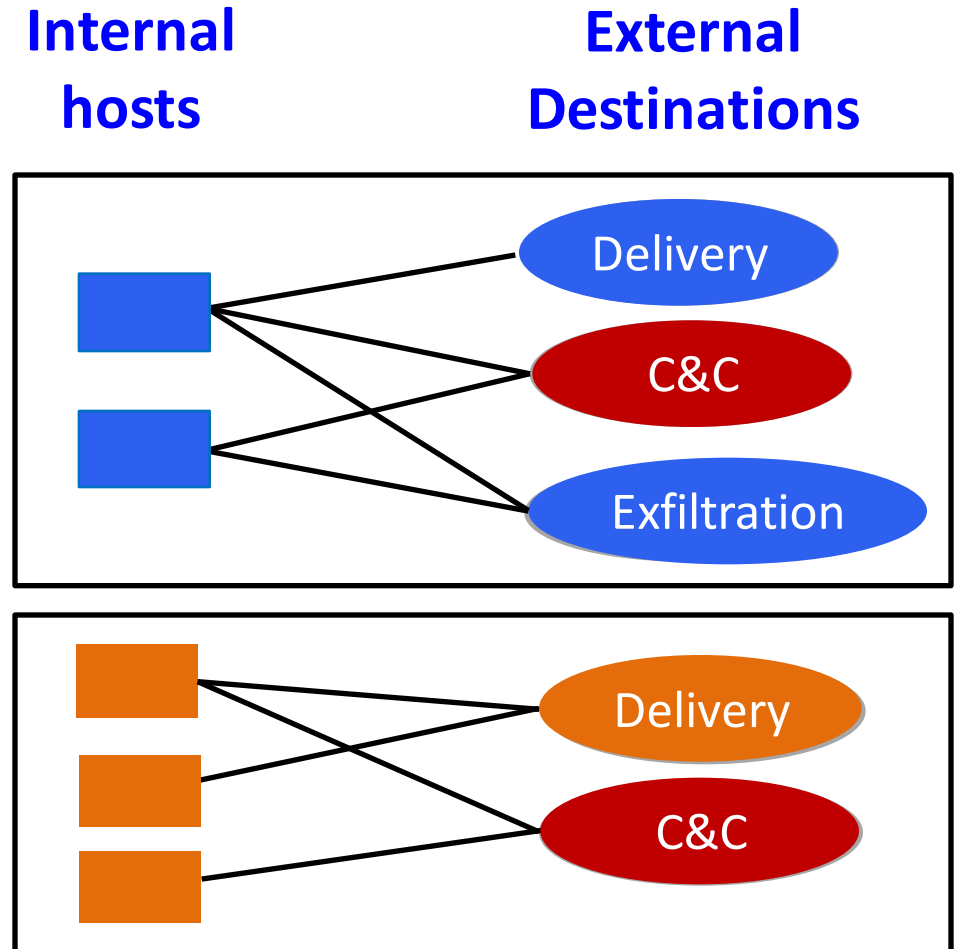 Internal
hosts
External
Destinations
Delivery
C&C
Exfiltration
Delivery
C&C